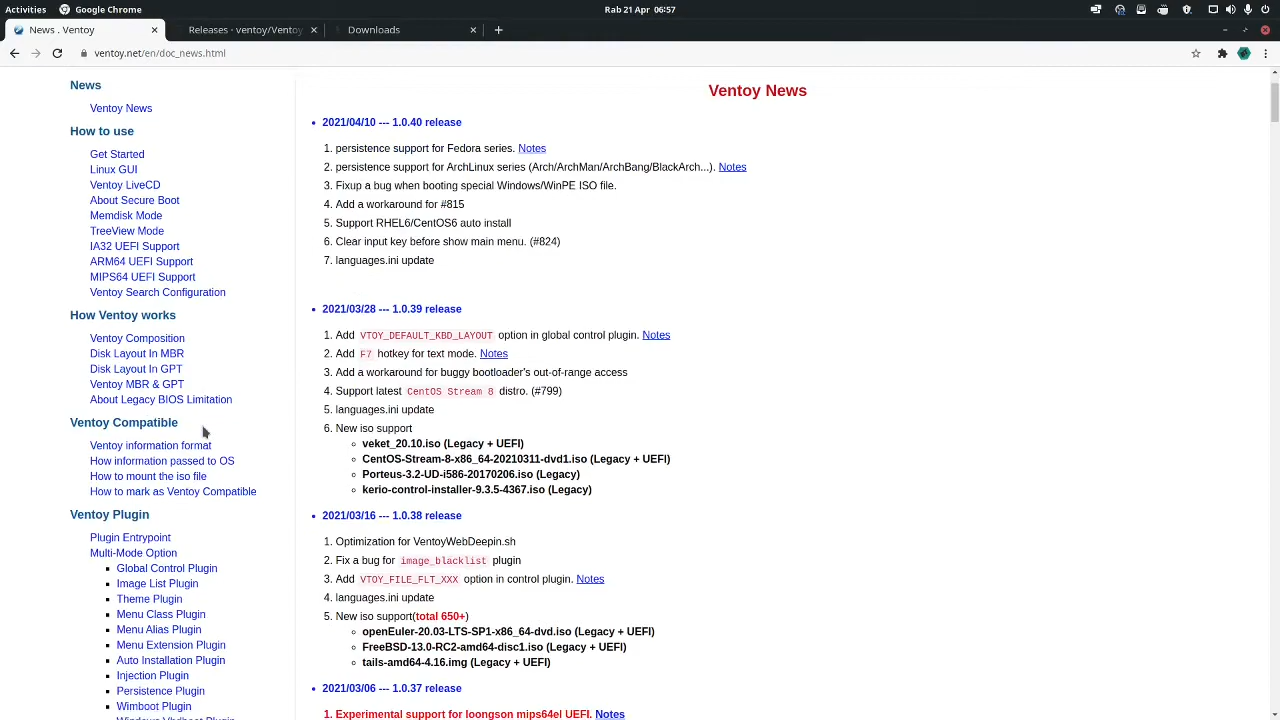 Activities Google Chrome Rab 21 Apr 06:57
News . Ventoy Releases · ventoy/Ventoy Downloads
ventoy.net/en/doc_news.html
News
Ventoy News
How to use
Get Started
Linux GUI
Ventoy LiveCD
About Secure Boot
Memdisk Mode
TreeView Mode
IA32 UEFI Support
ARM64 UEFI Support
MIPS64 UEFI Support
Ventoy Search Configuration
How Ventoy works
Ventoy Composition
Disk Layout In MBR
Disk Layout In GPT
Ventoy MBR & GPT
About Legacy BIOS Limitation
Ventoy Compatible
Ventoy information format
How information passed to OS
How to mount the iso file
How to mark as Ventoy Compatible
Ventoy Plugin
Plugin Entrypoint
Multi-Mode Option
Global Control Plugin
Image List Plugin
Theme Plugin
Menu Class Plugin
Menu Alias Plugin
Menu Extension Plugin
Auto Installation Plugin
Injection Plugin
Persistence Plugin
Wimboot Plugin
Ventoy News
2021/04/10 --- 1.0.40 release
1. persistence support for Fedora series. Notes
2. persistence support for ArchLinux series (Arch/ArchMan/ArchBang/BlackArch...). Notes
3. Fixup a bug when booting special Windows/WinPE ISO file.
4. Add a workaround for #815
5. Support RHEL6/CentOS6 auto install
6. Clear input key before show main menu. (#824)
7. languages.ini update
2021/03/28 --- 1.0.39 release
1. Add VTOY_DEFAULT_KBD_LAYOUT option in global control plugin. Notes
2. Add F7 hotkey for text mode. Notes
3. Add a workaround for buggy bootloader's out-of-range access
4. Support latest CentOS Stream 8 distro. (#799)
5. languages.ini update
6. New iso support
veket_20.10.iso (Legacy + UEFI)
CentOS-Stream-8-x86_64-20210311-dvd1.iso (Legacy + UEFI)
Porteus-3.2-UD-i586-20170206.iso (Legacy)
kerio-control-installer-9.3.5-4367.iso (Legacy)
2021/03/16 --- 1.0.38 release
1. Optimization for VentoyWebDeepin.sh
2. Fix a bug for image_blacklist plugin
3. Add VTOY_FILE_FLT_XXX option in control plugin. Notes
4. languages.ini update
5. New iso support(total 650+)
openEuler-20.03-LTS-SP1-x86_64-dvd.iso (Legacy + UEFI)
FreeBSD-13.0-RC2-amd64-disc1.iso (Legacy + UEFI)
tails-amd64-4.16.img (Legacy + UEFI)
2021/03/06 --- 1.0.37 release
1. Experimental support for loongson mips64el UEFI. Notes